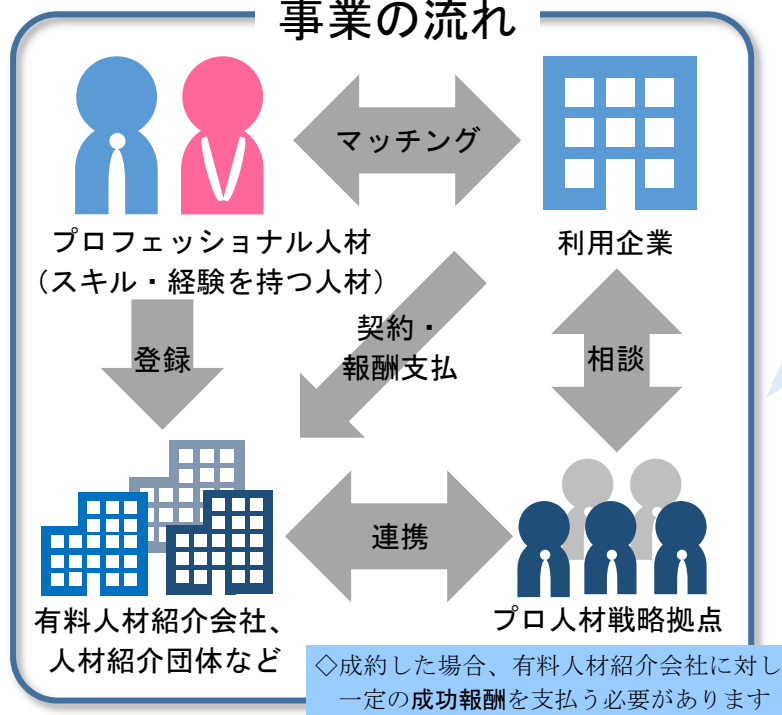 事業の流れ
マッチング
プロフェッショナル人材
（スキル・経験を持つ人材）
利用企業
登録
契約・
報酬支払
相談
連携
有料人材紹介会社、
人材紹介団体など
プロ人材戦略拠点
◇成約した場合、有料人材紹介会社に対し
一定の成功報酬を支払う必要があります